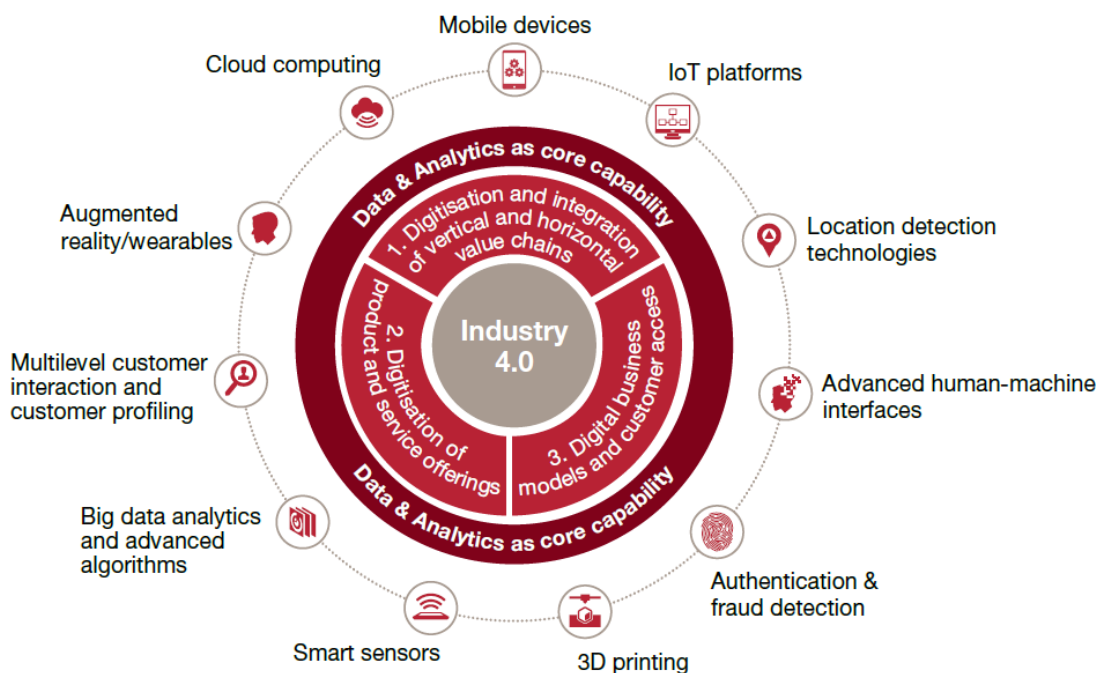 Mobile devices
Cloud computing
IoT platforms
Data & Analytics as core capability
1. Digitisation and integration
of vertical and horizontal
value chains
Augmented
reality/wearables
Location detection
technologies
Industry
4.0
2. Digitisation of
product and service offerings
3. Digital business
models and customer access
Multilevel customer
interaction and
customer profiling
Advanced human-machine
interfaces
Data & Analytics as core capability
Big data analytics
and advanced
algorithms
Authentication &
fraud detection
Smart sensors
3D printing